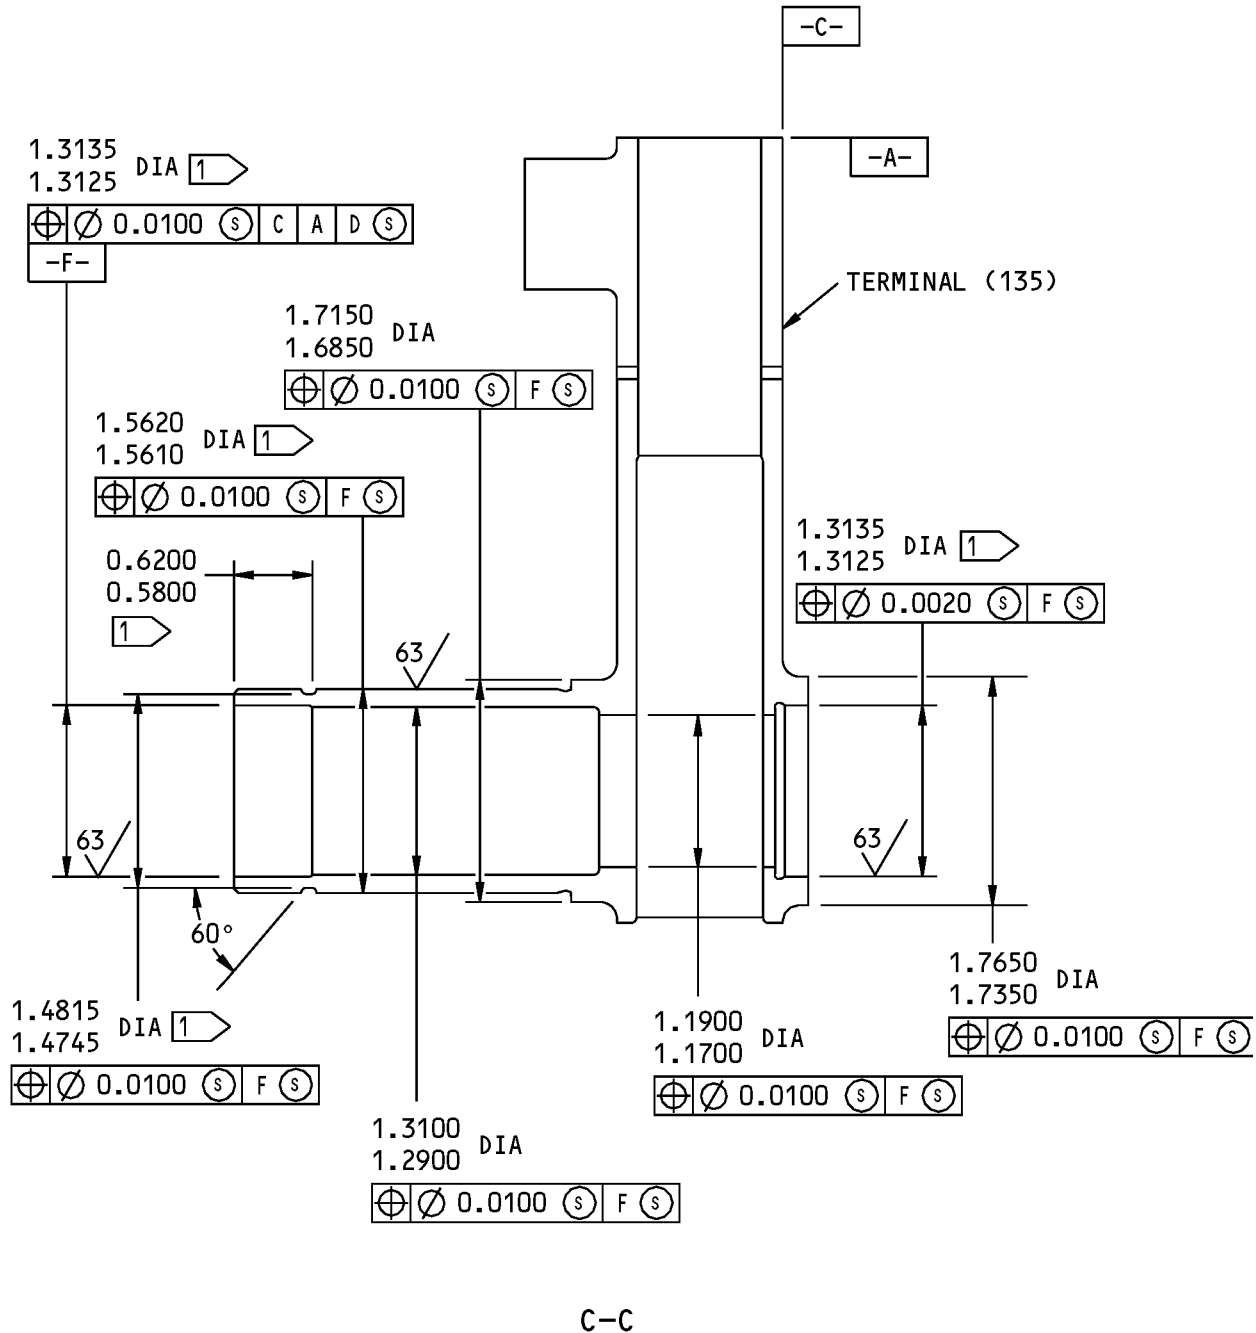 -C-
-A-
1.3135
1.3125
DIA 1
⌖ ⌀ 0.0100 Ⓢ C A D Ⓢ
-F-
TERMINAL (135)
1.7150
1.6850
DIA
⌖ ⌀ 0.0100 Ⓢ F Ⓢ
1.5620
1.5610
DIA 1
⌖ ⌀ 0.0100 Ⓢ F Ⓢ
0.6200
0.5800
1
1.3135
1.3125
DIA 1
⌖ ⌀ 0.0020 Ⓢ F Ⓢ
63
63
63
60°
1.4815
1.4745
DIA 1
⌖ ⌀ 0.0100 Ⓢ F Ⓢ
1.3100
1.2900
DIA
⌖ ⌀ 0.0100 Ⓢ F Ⓢ
1.1900
1.1700
DIA
⌖ ⌀ 0.0100 Ⓢ F Ⓢ
1.7650
1.7350
DIA
⌖ ⌀ 0.0100 Ⓢ F Ⓢ
C-C